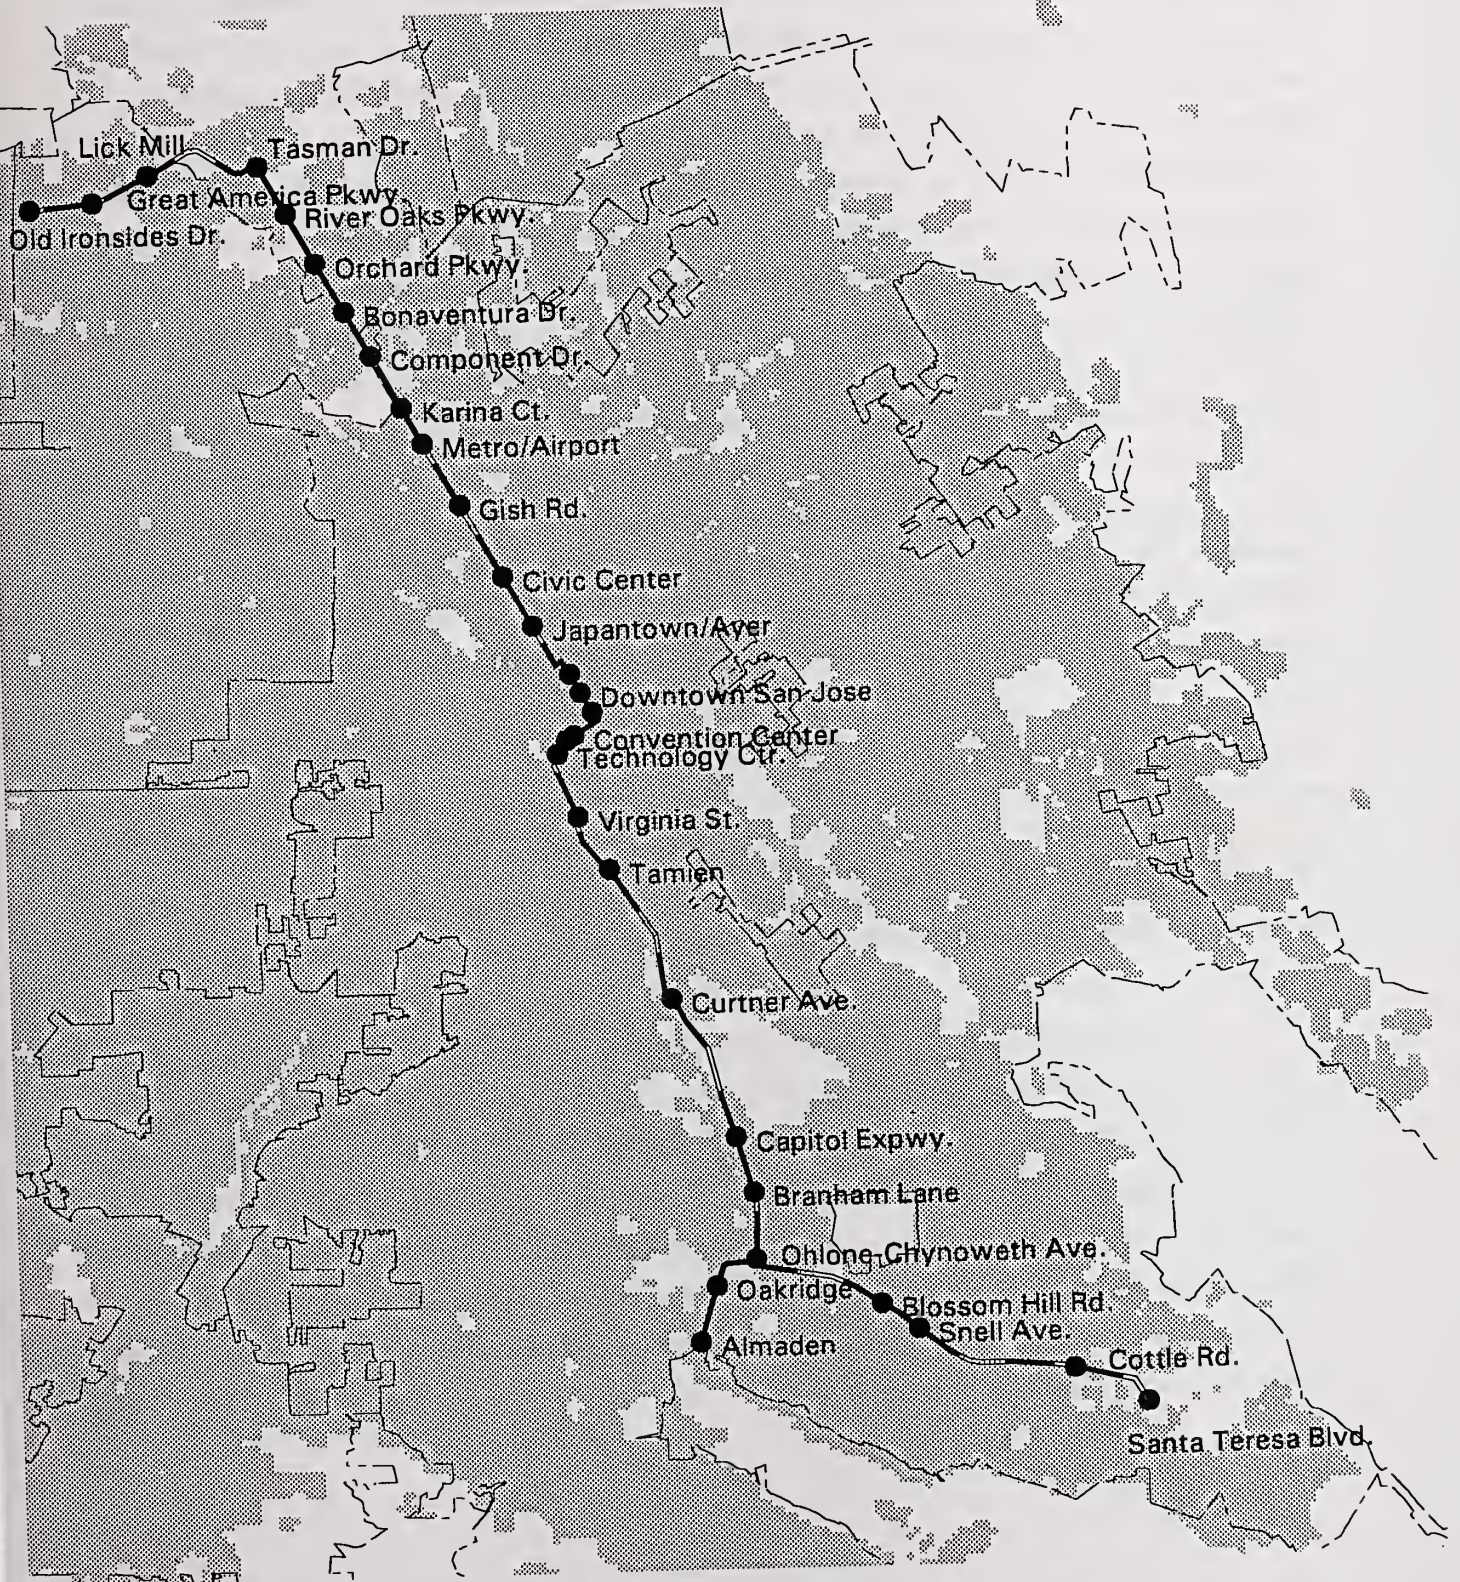 Lick Mill
Tasman Dr.
Great America Pkwy.
River Oaks Pkwy.
Old Ironsides Dr.
Orchard Pkwy.
Bonaventura Dr.
Component Dr.
Karina Ct.
Metro/Airport
Gish Rd.
Civic Center
Japantown/Ayer
Downtown San Jose
Convention Center
Technology Ctr.
Virginia St.
Tamien
Curtner Ave.
Capitol Expwy.
Branham Lane
Ohlone-Chynoweth Ave.
Oakridge
Blossom Hill Rd.
Snell Ave.
Almaden
Cottle Rd.
Santa Teresa Blvd.